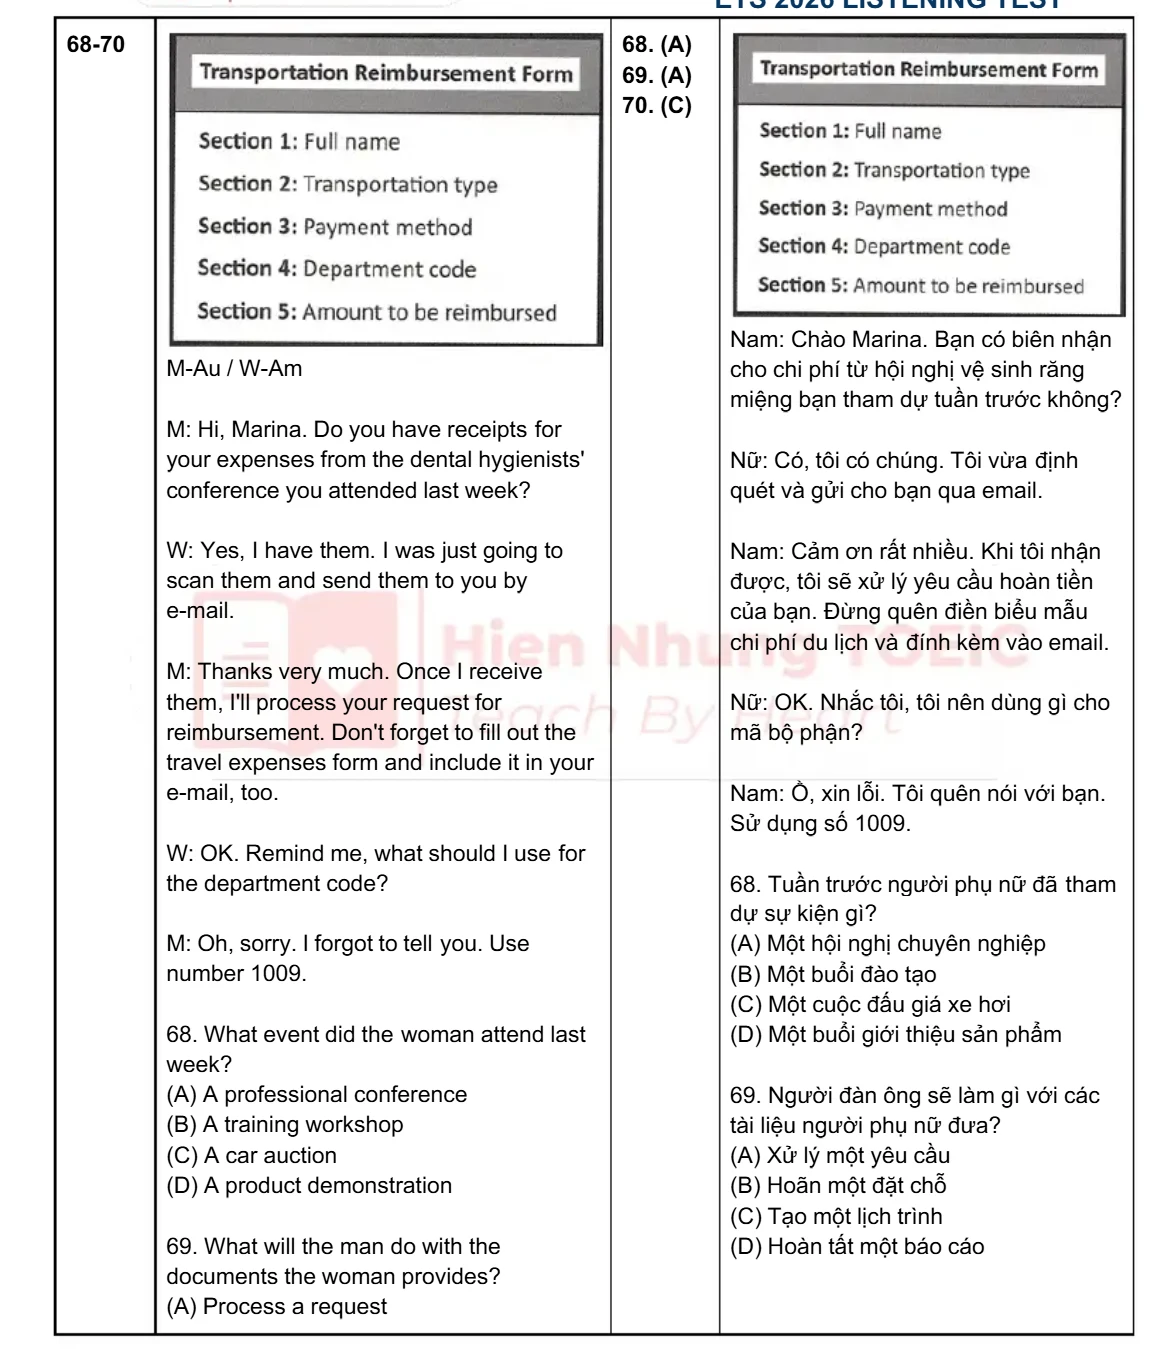 ETS 2026 LISTENING TEST
68-70
Transportation Reimbursement Form
Section 1: Full name
Section 2: Transportation type
Section 3: Payment method
Section 4: Department code
Section 5: Amount to be reimbursed
M-Au / W-Am
M: Hi, Marina. Do you have receipts for
your expenses from the dental hygienists'
conference you attended last week?
W: Yes, I have them. I was just going to
scan them and send them to you by
e-mail.
M: Thanks very much. Once I receive
them, I'll process your request for
reimbursement. Don't forget to fill out the
travel expenses form and include it in your
e-mail, too.
W: OK. Remind me, what should I use for
the department code?
M: Oh, sorry. I forgot to tell you. Use
number 1009.
68. What event did the woman attend last
week?
(A) A professional conference
(B) A training workshop
(C) A car auction
(D) A product demonstration
69. What will the man do with the
documents the woman provides?
(A) Process a request
68. (A)
69. (A)
70. (C)
Transportation Reimbursement Form
Section 1: Full name
Section 2: Transportation type
Section 3: Payment method
Section 4: Department code
Section 5: Amount to be reimbursed
Nam: Chào Marina. Bạn có biên nhận
cho chi phí từ hội nghị vệ sinh răng
miệng bạn tham dự tuần trước không?
Nữ: Có, tôi có chúng. Tôi vừa định
quét và gửi cho bạn qua email.
Nam: Cảm ơn rất nhiều. Khi tôi nhận
được, tôi sẽ xử lý yêu cầu hoàn tiền
của bạn. Đừng quên điền biểu mẫu
chi phí du lịch và đính kèm vào email.
Nữ: OK. Nhắc tôi, tôi nên dùng gì cho
mã bộ phận?
Nam: Ồ, xin lỗi. Tôi quên nói với bạn.
Sử dụng số 1009.
68. Tuần trước người phụ nữ đã tham
dự sự kiện gì?
(A) Một hội nghị chuyên nghiệp
(B) Một buổi đào tạo
(C) Một cuộc đấu giá xe hơi
(D) Một buổi giới thiệu sản phẩm
69. Người đàn ông sẽ làm gì với các
tài liệu người phụ nữ đưa?
(A) Xử lý một yêu cầu
(B) Hoãn một đặt chỗ
(C) Tạo một lịch trình
(D) Hoàn tất một báo cáo
Hien Nhung TOEIC
Teach By Heart